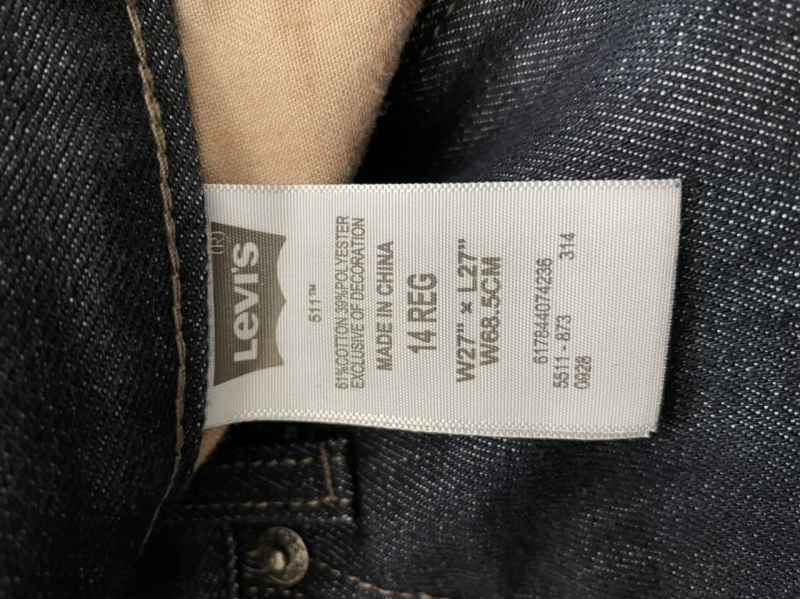 Levi's®
511™
61%COTTON 39%POLYESTER
EXCLUSIVE OF DECORATION
MADE IN CHINA
14 REG
W27" × L27"
W68.5CM
617844074236 314
5511 - 873
0928